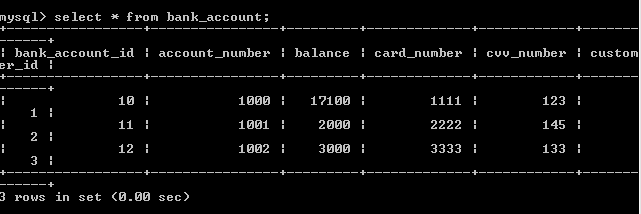 mysql> select * from bank_account;
+-----------------+----------------+---------+-------------+------------+-------
------+
| bank_account_id | account_number | balance | card_number | cvv_number | custom
er_id |
+-----------------+----------------+---------+-------------+------------+-------
------+
|              10 |           1000 |   17100 |        1111 |        123 |
    1 |
|              11 |           1001 |    2000 |        2222 |        145 |
    2 |
|              12 |           1002 |    3000 |        3333 |        133 |
    3 |
+-----------------+----------------+---------+-------------+------------+-------
------+
3 rows in set (0.00 sec)